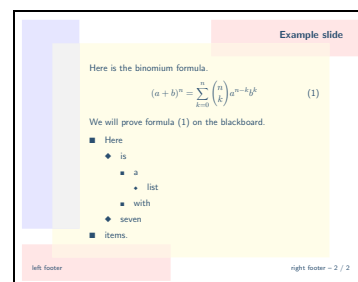 Example slide
Here is the binomium formula.
(a + b)^n = \sum_{k=0}^{n} \binom{n}{k} a^{n-k} b^k (1)
We will prove formula (1) on the blackboard.
■ Here
◆ is
■ a
• list
■ with
◆ seven
■ items.
left footer right footer – 2 / 2